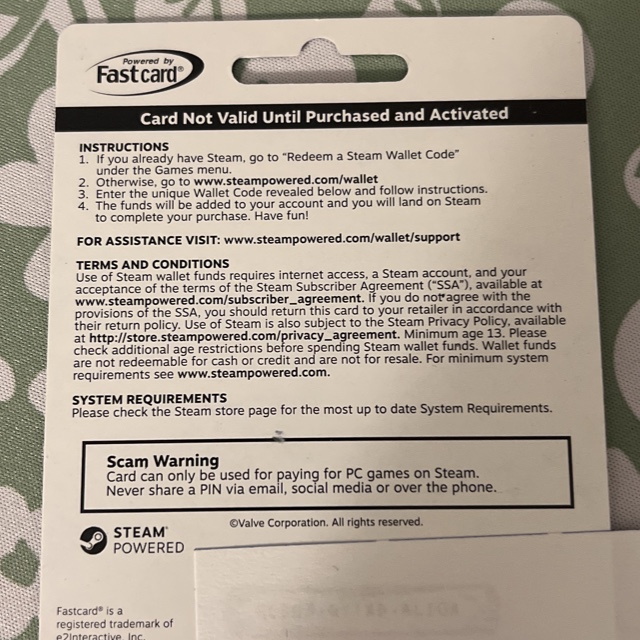 Powered by
Fastcard®
Card Not Valid Until Purchased and Activated
INSTRUCTIONS
1. If you already have Steam, go to “Redeem a Steam Wallet Code”
under the Games menu.
2. Otherwise, go to www.steampowered.com/wallet
3. Enter the unique Wallet Code revealed below and follow instructions.
4. The funds will be added to your account and you will land on Steam
to complete your purchase. Have fun!
FOR ASSISTANCE VISIT: www.steampowered.com/wallet/support
TERMS AND CONDITIONS
Use of Steam wallet funds requires internet access, a Steam account, and your
acceptance of the terms of the Steam Subscriber Agreement (“SSA”), available at
www.steampowered.com/subscriber_agreement. If you do not agree with the
provisions of the SSA, you should return this card to your retailer in accordance with
their return policy. Use of Steam is also subject to the Steam Privacy Policy, available
at http://store.steampowered.com/privacy_agreement. Minimum age 13. Please
check additional age restrictions before spending Steam wallet funds. Wallet funds
are not redeemable for cash or credit and are not for resale. For minimum system
requirements see www.steampowered.com.
SYSTEM REQUIREMENTS
Please check the Steam store page for the most up to date System Requirements.
Scam Warning
Card can only be used for paying for PC games on Steam.
Never share a PIN via email, social media or over the phone.
©Valve Corporation. All rights reserved.
STEAM®
POWERED
Fastcard® is a
registered trademark of
e2interactive, Inc.